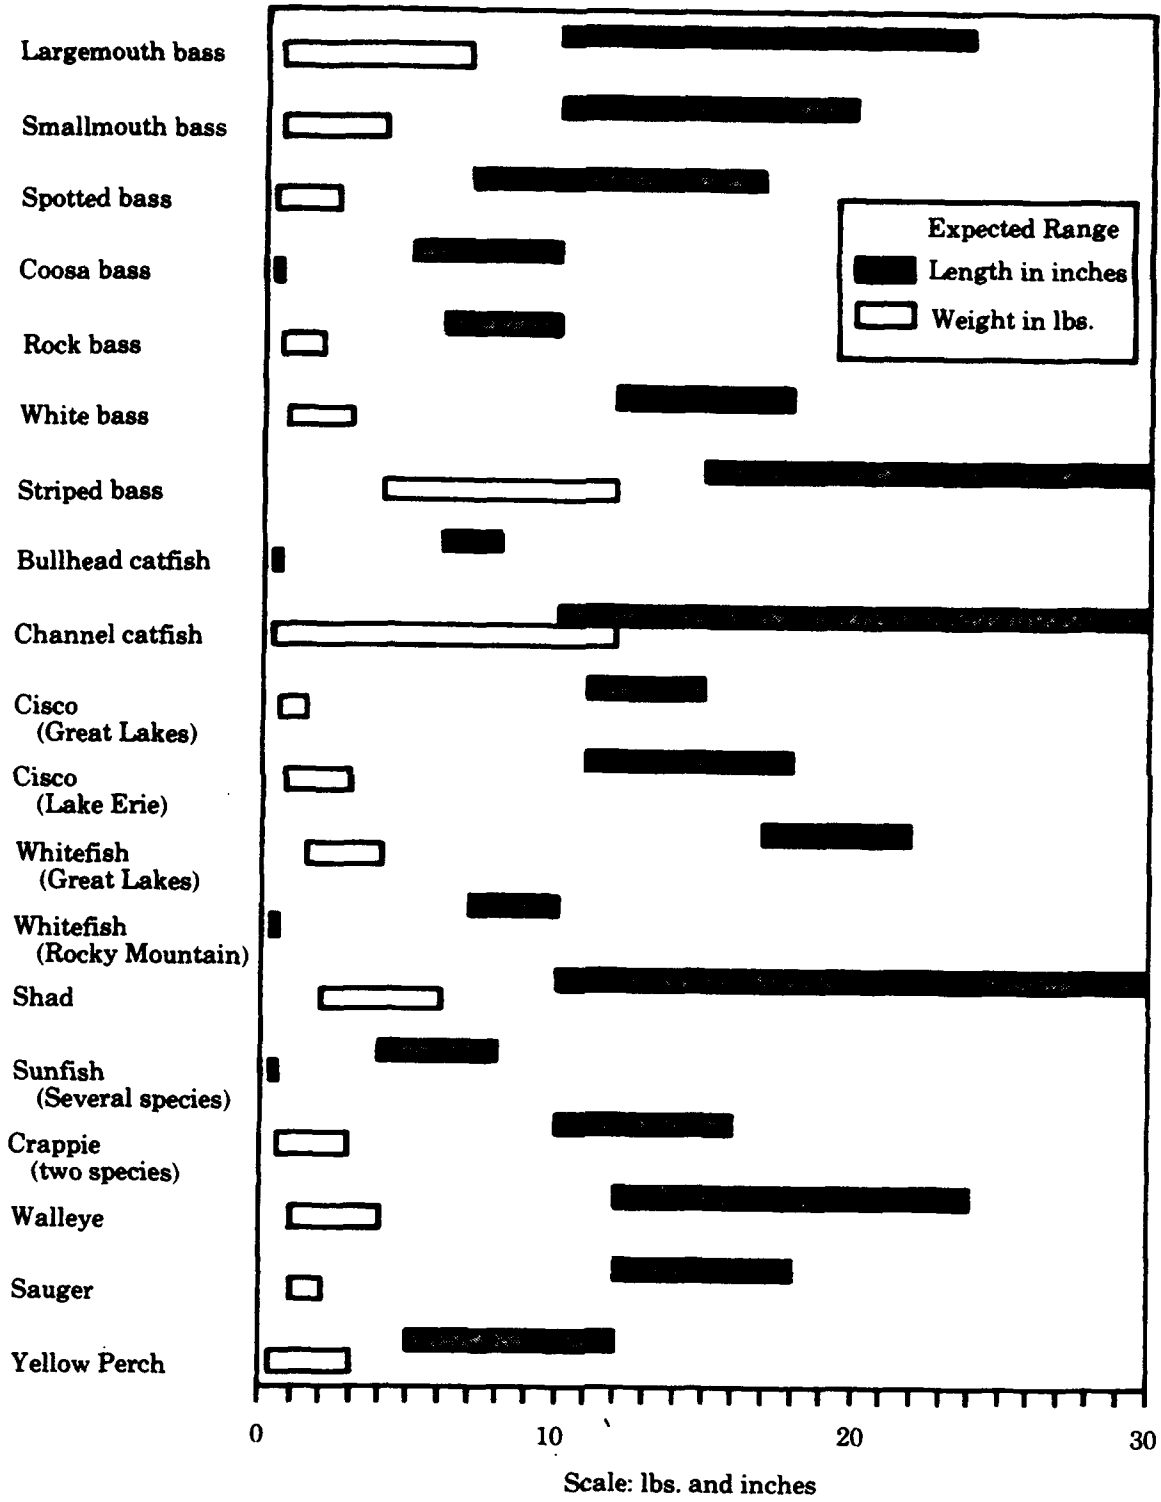 Largemouth bass
Smallmouth bass
Spotted bass
Coosa bass
Rock bass
White bass
Striped bass
Bullhead catfish
Channel catfish
Cisco
(Great Lakes)
Cisco
(Lake Erie)
Whitefish
(Great Lakes)
Whitefish
(Rocky Mountain)
Shad
Sunfish
(Several species)
Crappie
(two species)
Walleye
Sauger
Yellow Perch
Expected Range
Length in inches
Weight in lbs.
0 10 20 30
Scale: lbs. and inches